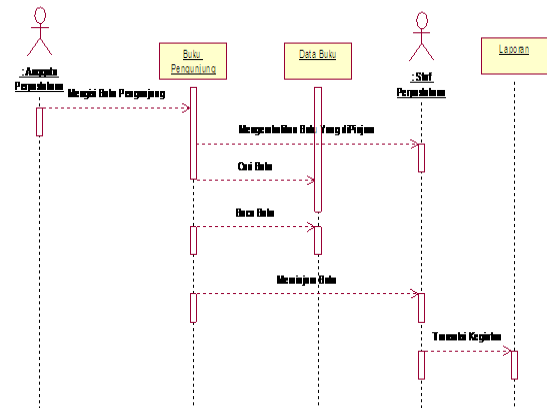 : Anggota
Perpustakaan
Buku
Pengunjung
Data Buku
: Staf
Perpustakaan
Laporan
Mengisi Buku Pengunjung
Mengembalikan Buku Yang diPinjam
Cari Buku
Baca Buku
Meminjam Buku
Transaksi Kegiatan